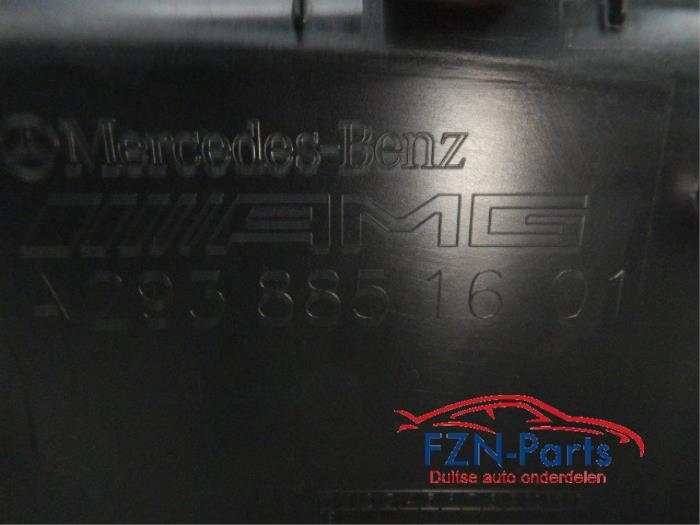 Mercedes-Benz
AMG
A293 885 16 01
FZN-Parts
Duitse auto onderdelen